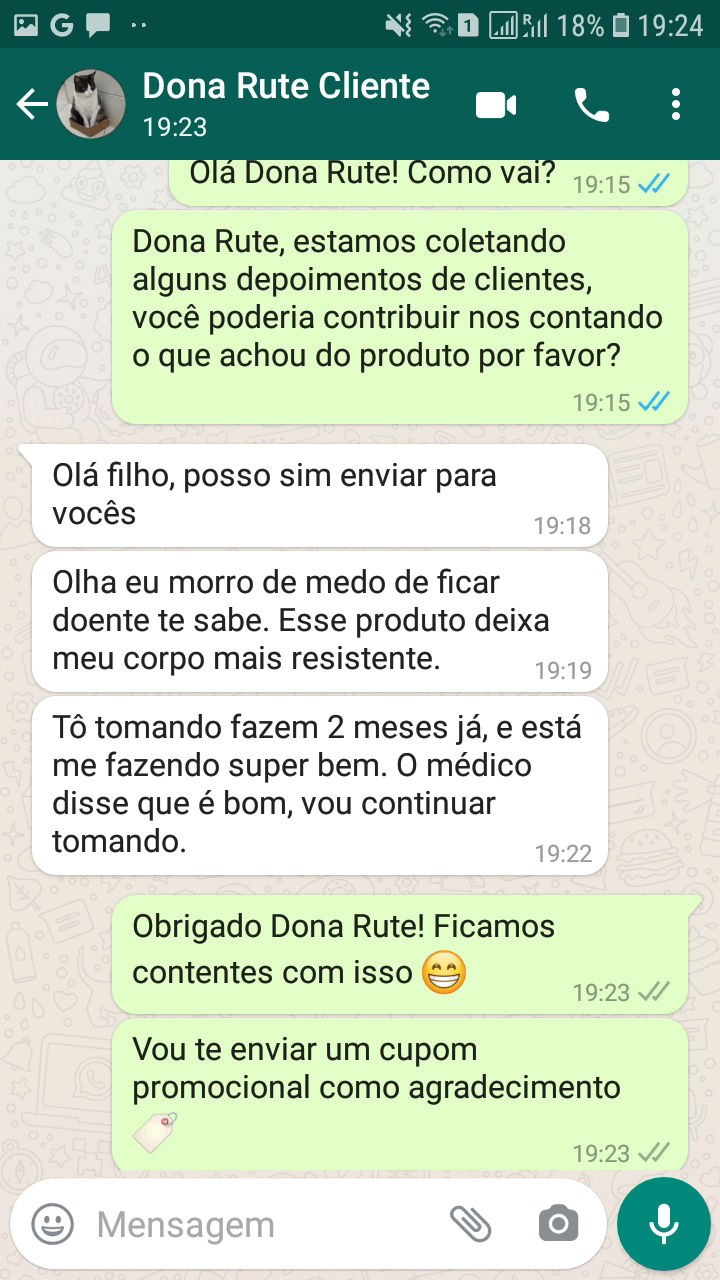 G 1 R 18% 19:24
Dona Rute Cliente
19:23
Olá Dona Rute! Como vai? 19:15
Dona Rute, estamos coletando
alguns depoimentos de clientes,
você poderia contribuir nos contando
o que achou do produto por favor?
19:15
Olá filho, posso sim enviar para
vocês
19:18
Olha eu morro de medo de ficar
doente te sabe. Esse produto deixa
meu corpo mais resistente.
19:19
Tô tomando fazem 2 meses já, e está
me fazendo super bem. O médico
disse que é bom, vou continuar
tomando.
19:22
Obrigado Dona Rute! Ficamos
contentes com isso 😁
19:23
Vou te enviar um cupom
promocional como agradecimento
🏷️
19:23
Mensagem